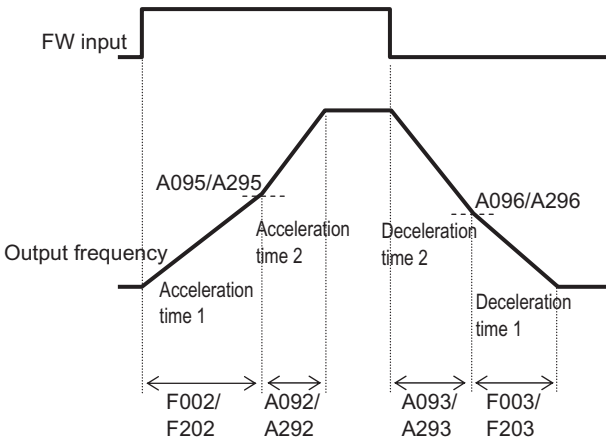 FW input
A095/A295
A096/A296
Acceleration
time 2
Deceleration
time 2
Output frequency
Acceleration
time 1
Deceleration
time 1
F002/
F202
A092/
A292
A093/
A293
F003/
F203